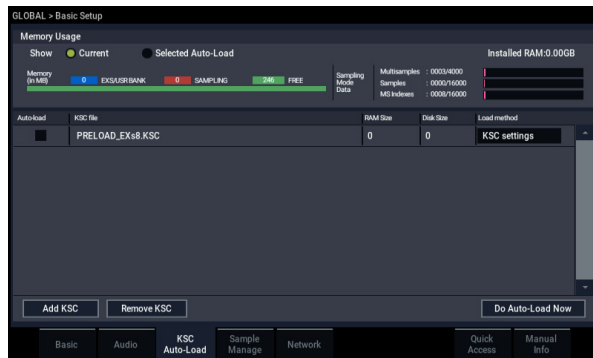 GLOBAL > Basic Setup
Memory Usage
Show Current Selected Auto-Load Installed RAM:0.00GB
Memory (in MB) 0 EXS/USR BANK 0 SAMPLING 246 FREE
Sampling Mode Data
Multisamples : 0003/4000
Samples : 0000/16000
MS Indexes : 0008/16000
Auto-load KSC file RAM Size Disk Size Load method
PRELOAD_EXs8.KSC 0 0 KSC settings
Add KSC Remove KSC Do Auto-Load Now
Basic Audio KSC Auto-Load Sample Manage Network Quick Access Manual Info